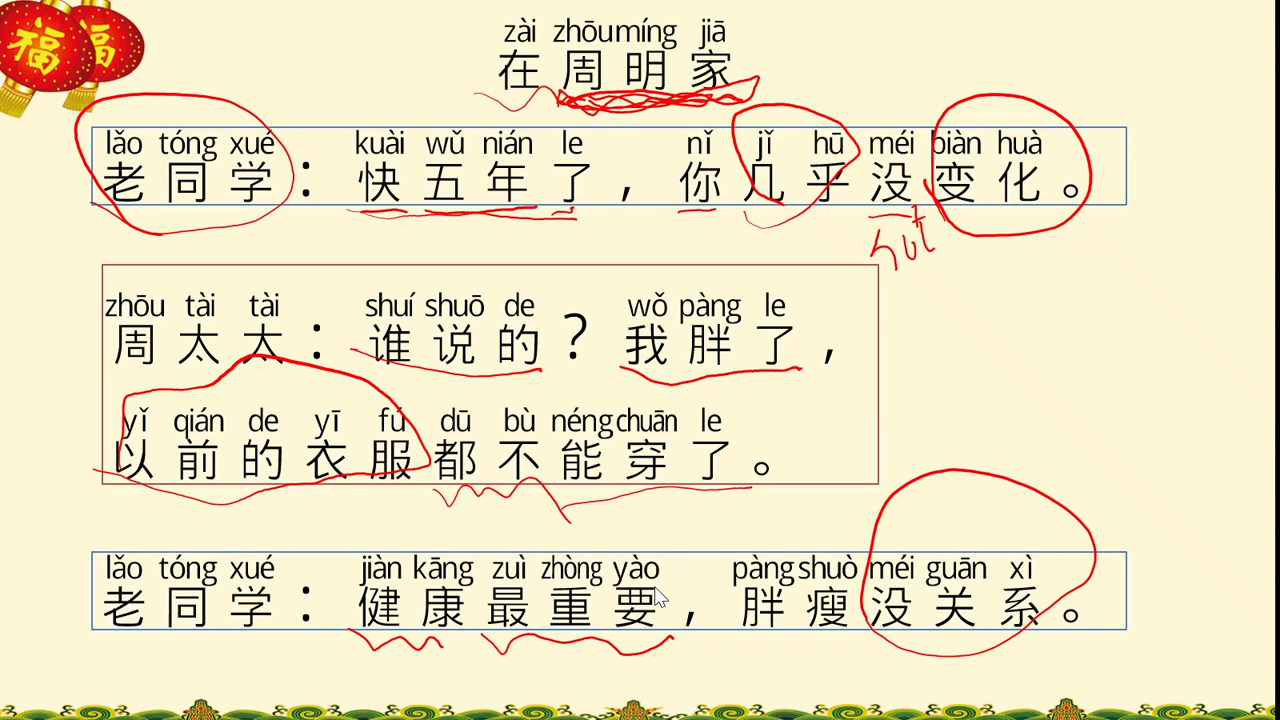 福 福
zài zhōumíng jiā
在 周 明 家
lǎo tóng xué kuài wǔ nián le nǐ jǐ hū méi biàn huà
老 同 学 ： 快 五 年 了 ， 你 几 乎 没 变 化 。
not
zhōu tài tài shuí shuō de wǒ pàng le
周 太 太 ： 谁 说 的 ？ 我 胖 了 ，
yǐ qián de yī fú dū bù néng chuān le
以 前 的 衣 服 都 不 能 穿 了 。
lǎo tóng xué jiàn kāng zuì zhòng yào pàng shuò méi guān xì
老 同 学 ： 健 康 最 重 要 ， 胖 瘦 没 关 系 。